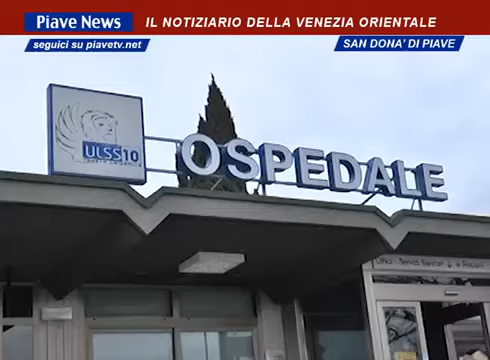 Piave News IL NOTIZIARIO DELLA VENEZIA ORIENTALE
seguici su piavetv.net SAN DONA' DI PIAVE
ULSS10
OSPEDALE